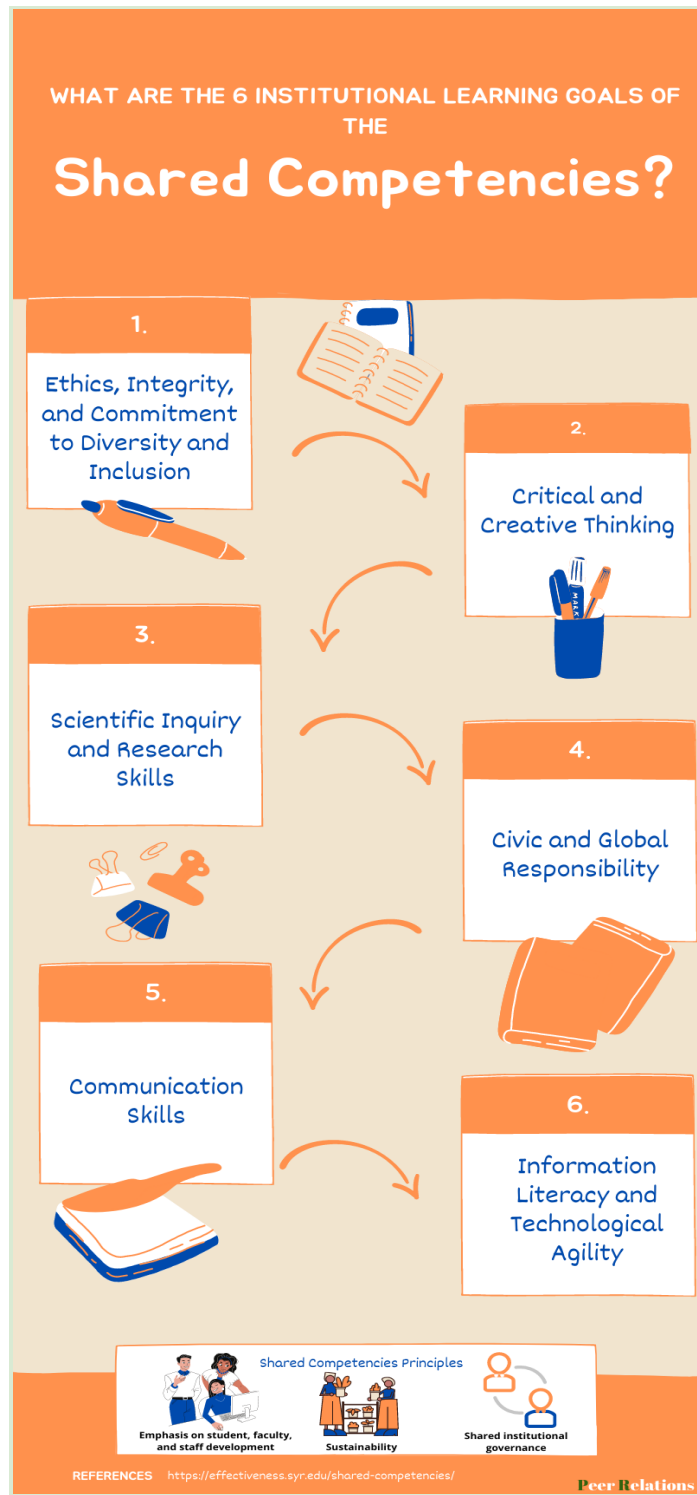 WHAT ARE THE 6 INSTITUTIONAL LEARNING GOALS OF
THE
Shared Competencies?
1.
Ethics, Integrity,
and Commitment
to Diversity and
Inclusion
2.
Critical and
Creative Thinking
MARK
3.
Scientific Inquiry
and Research
Skills
4.
Civic and Global
Responsibility
5.
Communication
Skills
6.
Information
Literacy and
Technological
Agility
Shared Competencies Principles
Emphasis on student, faculty,
and staff development
Sustainability
Shared institutional
governance
REFERENCES https://effectiveness.syr.edu/shared-competencies/
Peer Relations